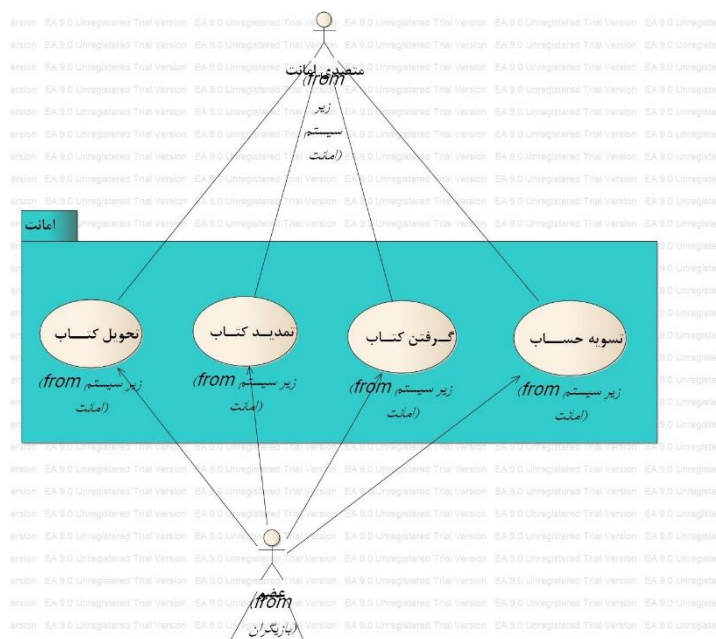 متصدی امانت
(from
زیر
سیستم
امانت)
امانت
تحویل کتاب
تمدید کتاب
گرفتن کتاب
تسویه حساب
(from زیر سیستم
امانت)
(from زیر سیستم
امانت)
(from زیر سیستم
امانت)
(from زیر سیستم
امانت)
عضو
(from
بازیگران)
EA 9.0 Unregistered Trial Version